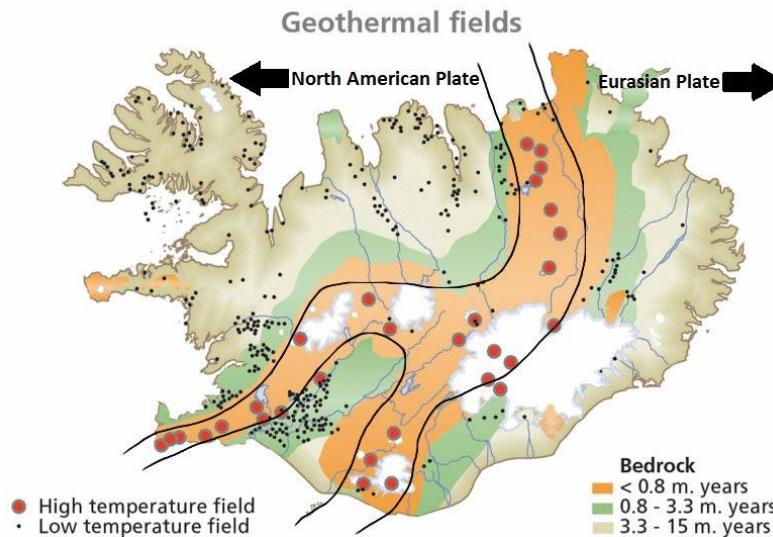 Geothermal fields
North American Plate
Eurasian Plate
High temperature field
Low temperature field
Bedrock
< 0.8 m. years
0.8 - 3.3 m. years
3.3 - 15 m. years